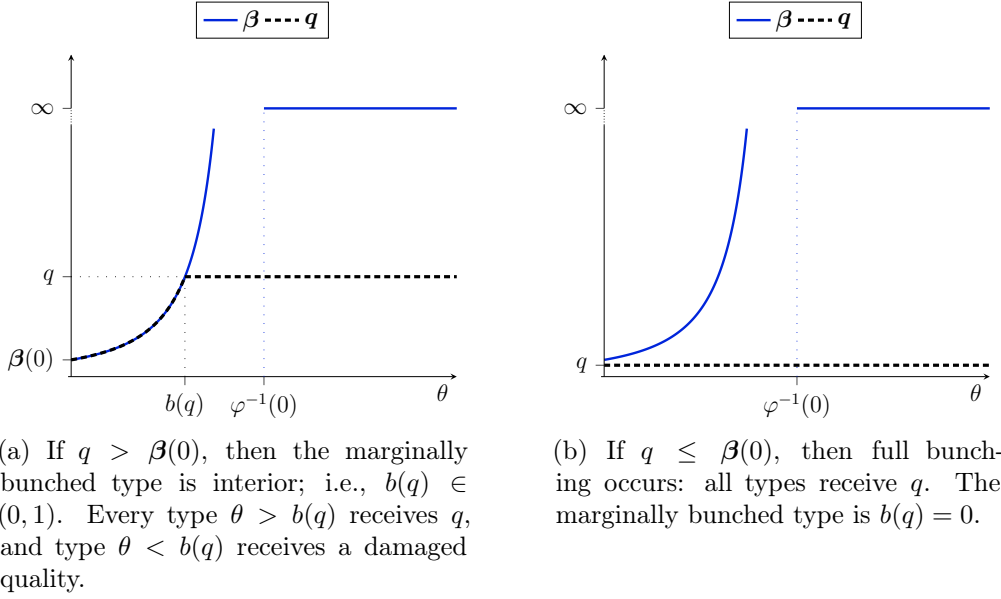 β q
∞
q
β(0)
b(q) φ⁻¹(0) θ
(a) If q > β(0), then the marginally
bunched type is interior; i.e., b(q) ∈
(0, 1). Every type θ > b(q) receives q,
and type θ < b(q) receives a damaged
quality.
β q
∞
q
φ⁻¹(0) θ
(b) If q ≤ β(0), then full bunch-
ing occurs: all types receive q. The
marginally bunched type is b(q) = 0.